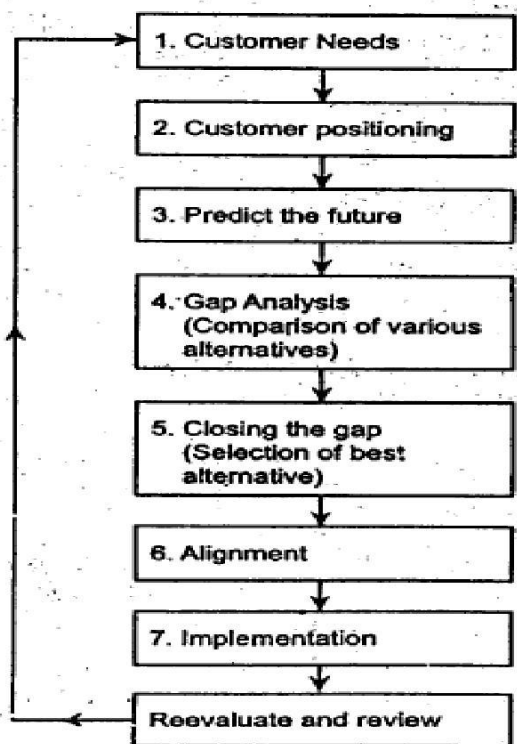 1. Customer Needs
2. Customer positioning
3. Predict the future
4. Gap Analysis
(Comparison of various
alternatives)
5. Closing the gap
(Selection of best
alternative)
6. Alignment
7. Implementation
Reevaluate and review